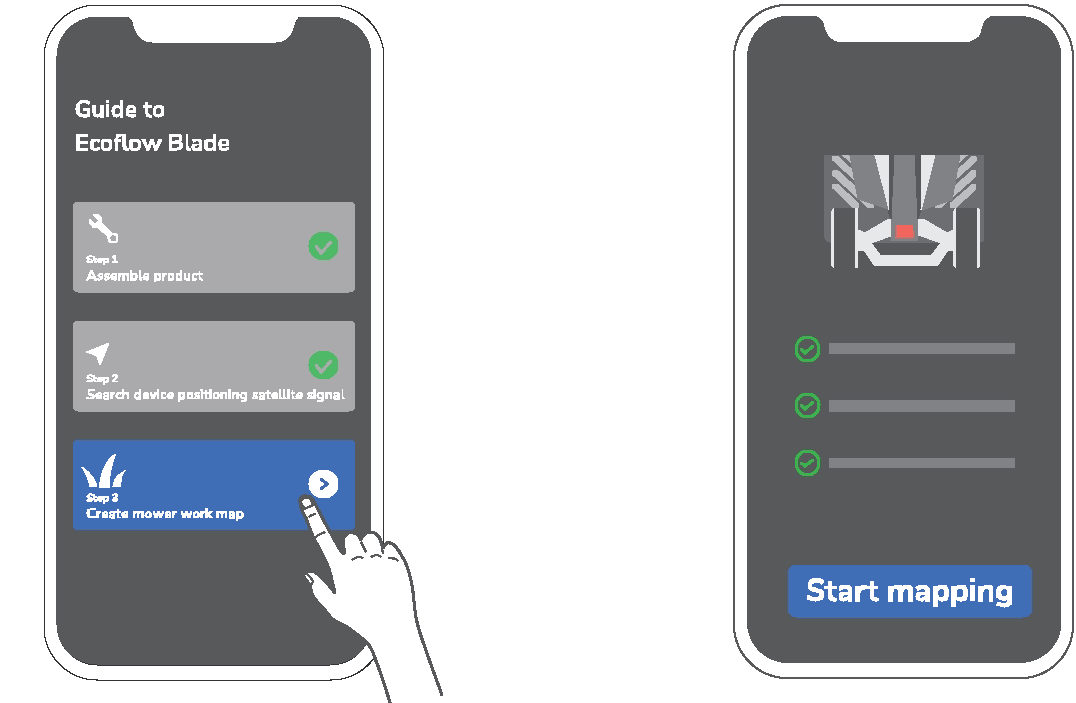 Guide to
Ecoflow Blade
Step 1
Assemble product
Step 2
Search device positioning satellite signal
Step 3
Create mower work map
Start mapping